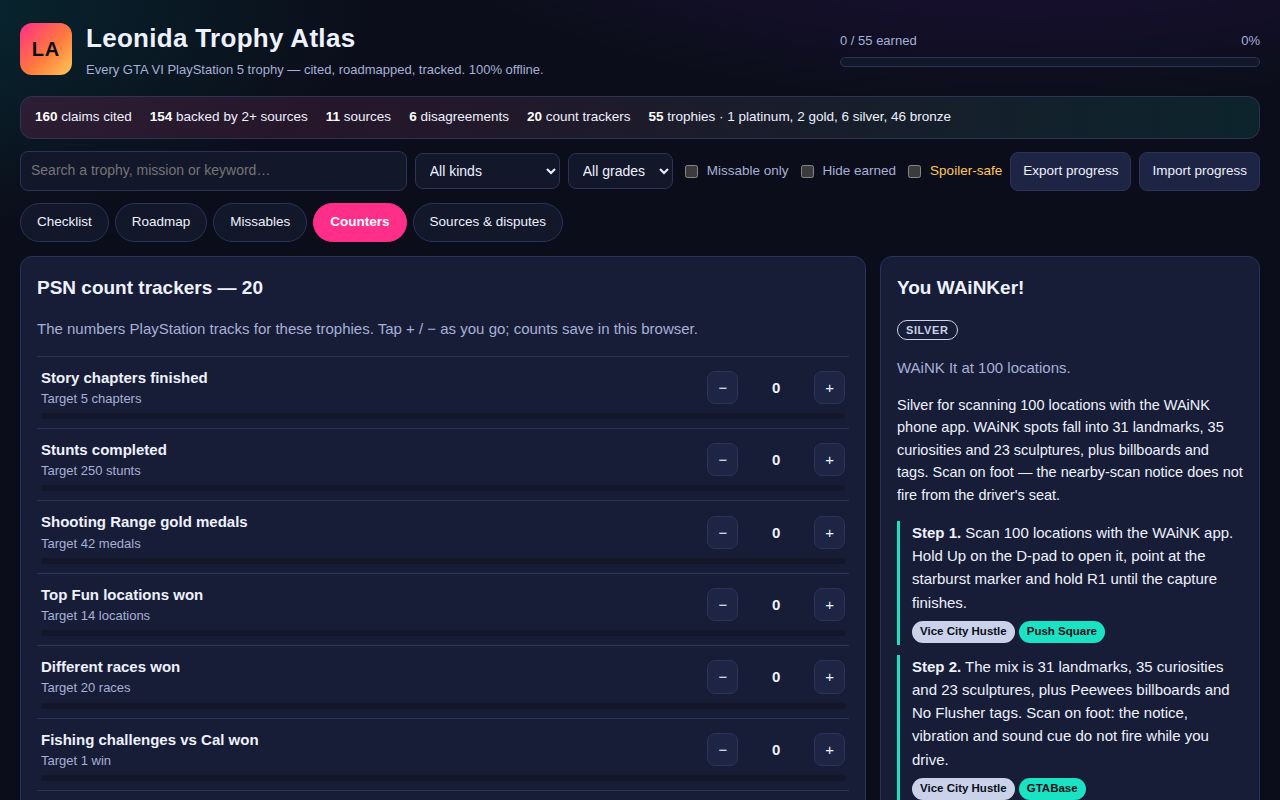 LA
Leonida Trophy Atlas
Every GTA VI PlayStation 5 trophy — cited, roadmapped, tracked. 100% offline.
0 / 55 earned 0%
160 claims cited 154 backed by 2+ sources 11 sources 6 disagreements 20 count trackers 55 trophies · 1 platinum, 2 gold, 6 silver, 46 bronze
Search a trophy, mission or keyword… All kinds All grades Missable only Hide earned Spoiler-safe Export progress Import progress
Checklist Roadmap Missables Counters Sources & disputes
PSN count trackers — 20
The numbers PlayStation tracks for these trophies. Tap + / − as you go; counts save in this browser.
Story chapters finished
Target 5 chapters
− 0 +
Stunts completed
Target 250 stunts
− 0 +
Shooting Range gold medals
Target 42 medals
− 0 +
Top Fun locations won
Target 14 locations
− 0 +
Different races won
Target 20 races
− 0 +
Fishing challenges vs Cal won
Target 1 win
− 0 +
You WAiNKer!
SILVER
WAiNK It at 100 locations.
Silver for scanning 100 locations with the WAiNK
phone app. WAiNK spots fall into 31 landmarks, 35
curiosities and 23 sculptures, plus billboards and
tags. Scan on foot — the nearby-scan notice does not
fire from the driver's seat.
Step 1. Scan 100 locations with the WAiNK app.
Hold Up on the D-pad to open it, point at the
starburst marker and hold R1 until the capture
finishes.
Vice City Hustle Push Square
Step 2. The mix is 31 landmarks, 35 curiosities
and 23 sculptures, plus Peewees billboards and
No Flusher tags. Scan on foot: the notice,
vibration and sound cue do not fire while you
drive.
Vice City Hustle GTABase